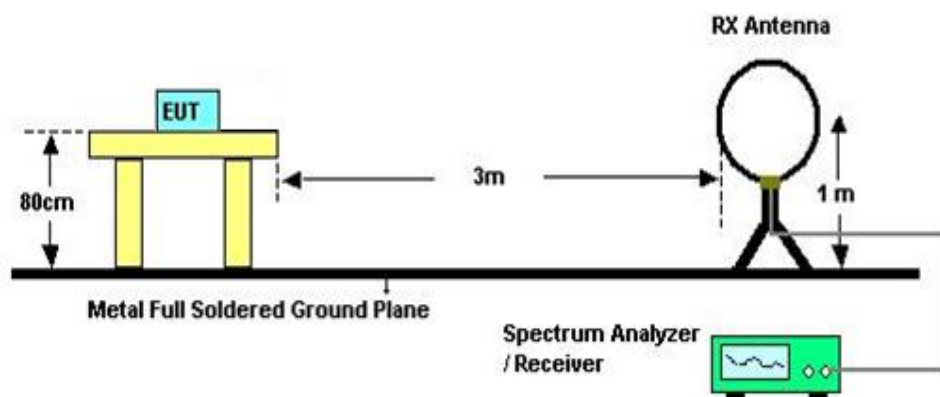 RX Antenna
EUT
80cm
3m
1 m
Metal Full Soldered Ground Plane
Spectrum Analyzer
/ Receiver